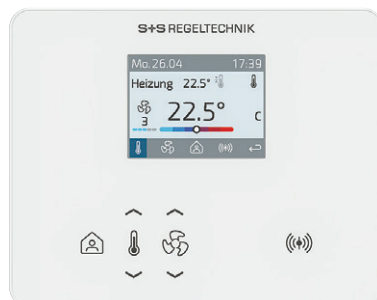 S+S REGELTECHNIK
Mo.26.04 17:39
Heizung 22.5°
22.5°
3
C